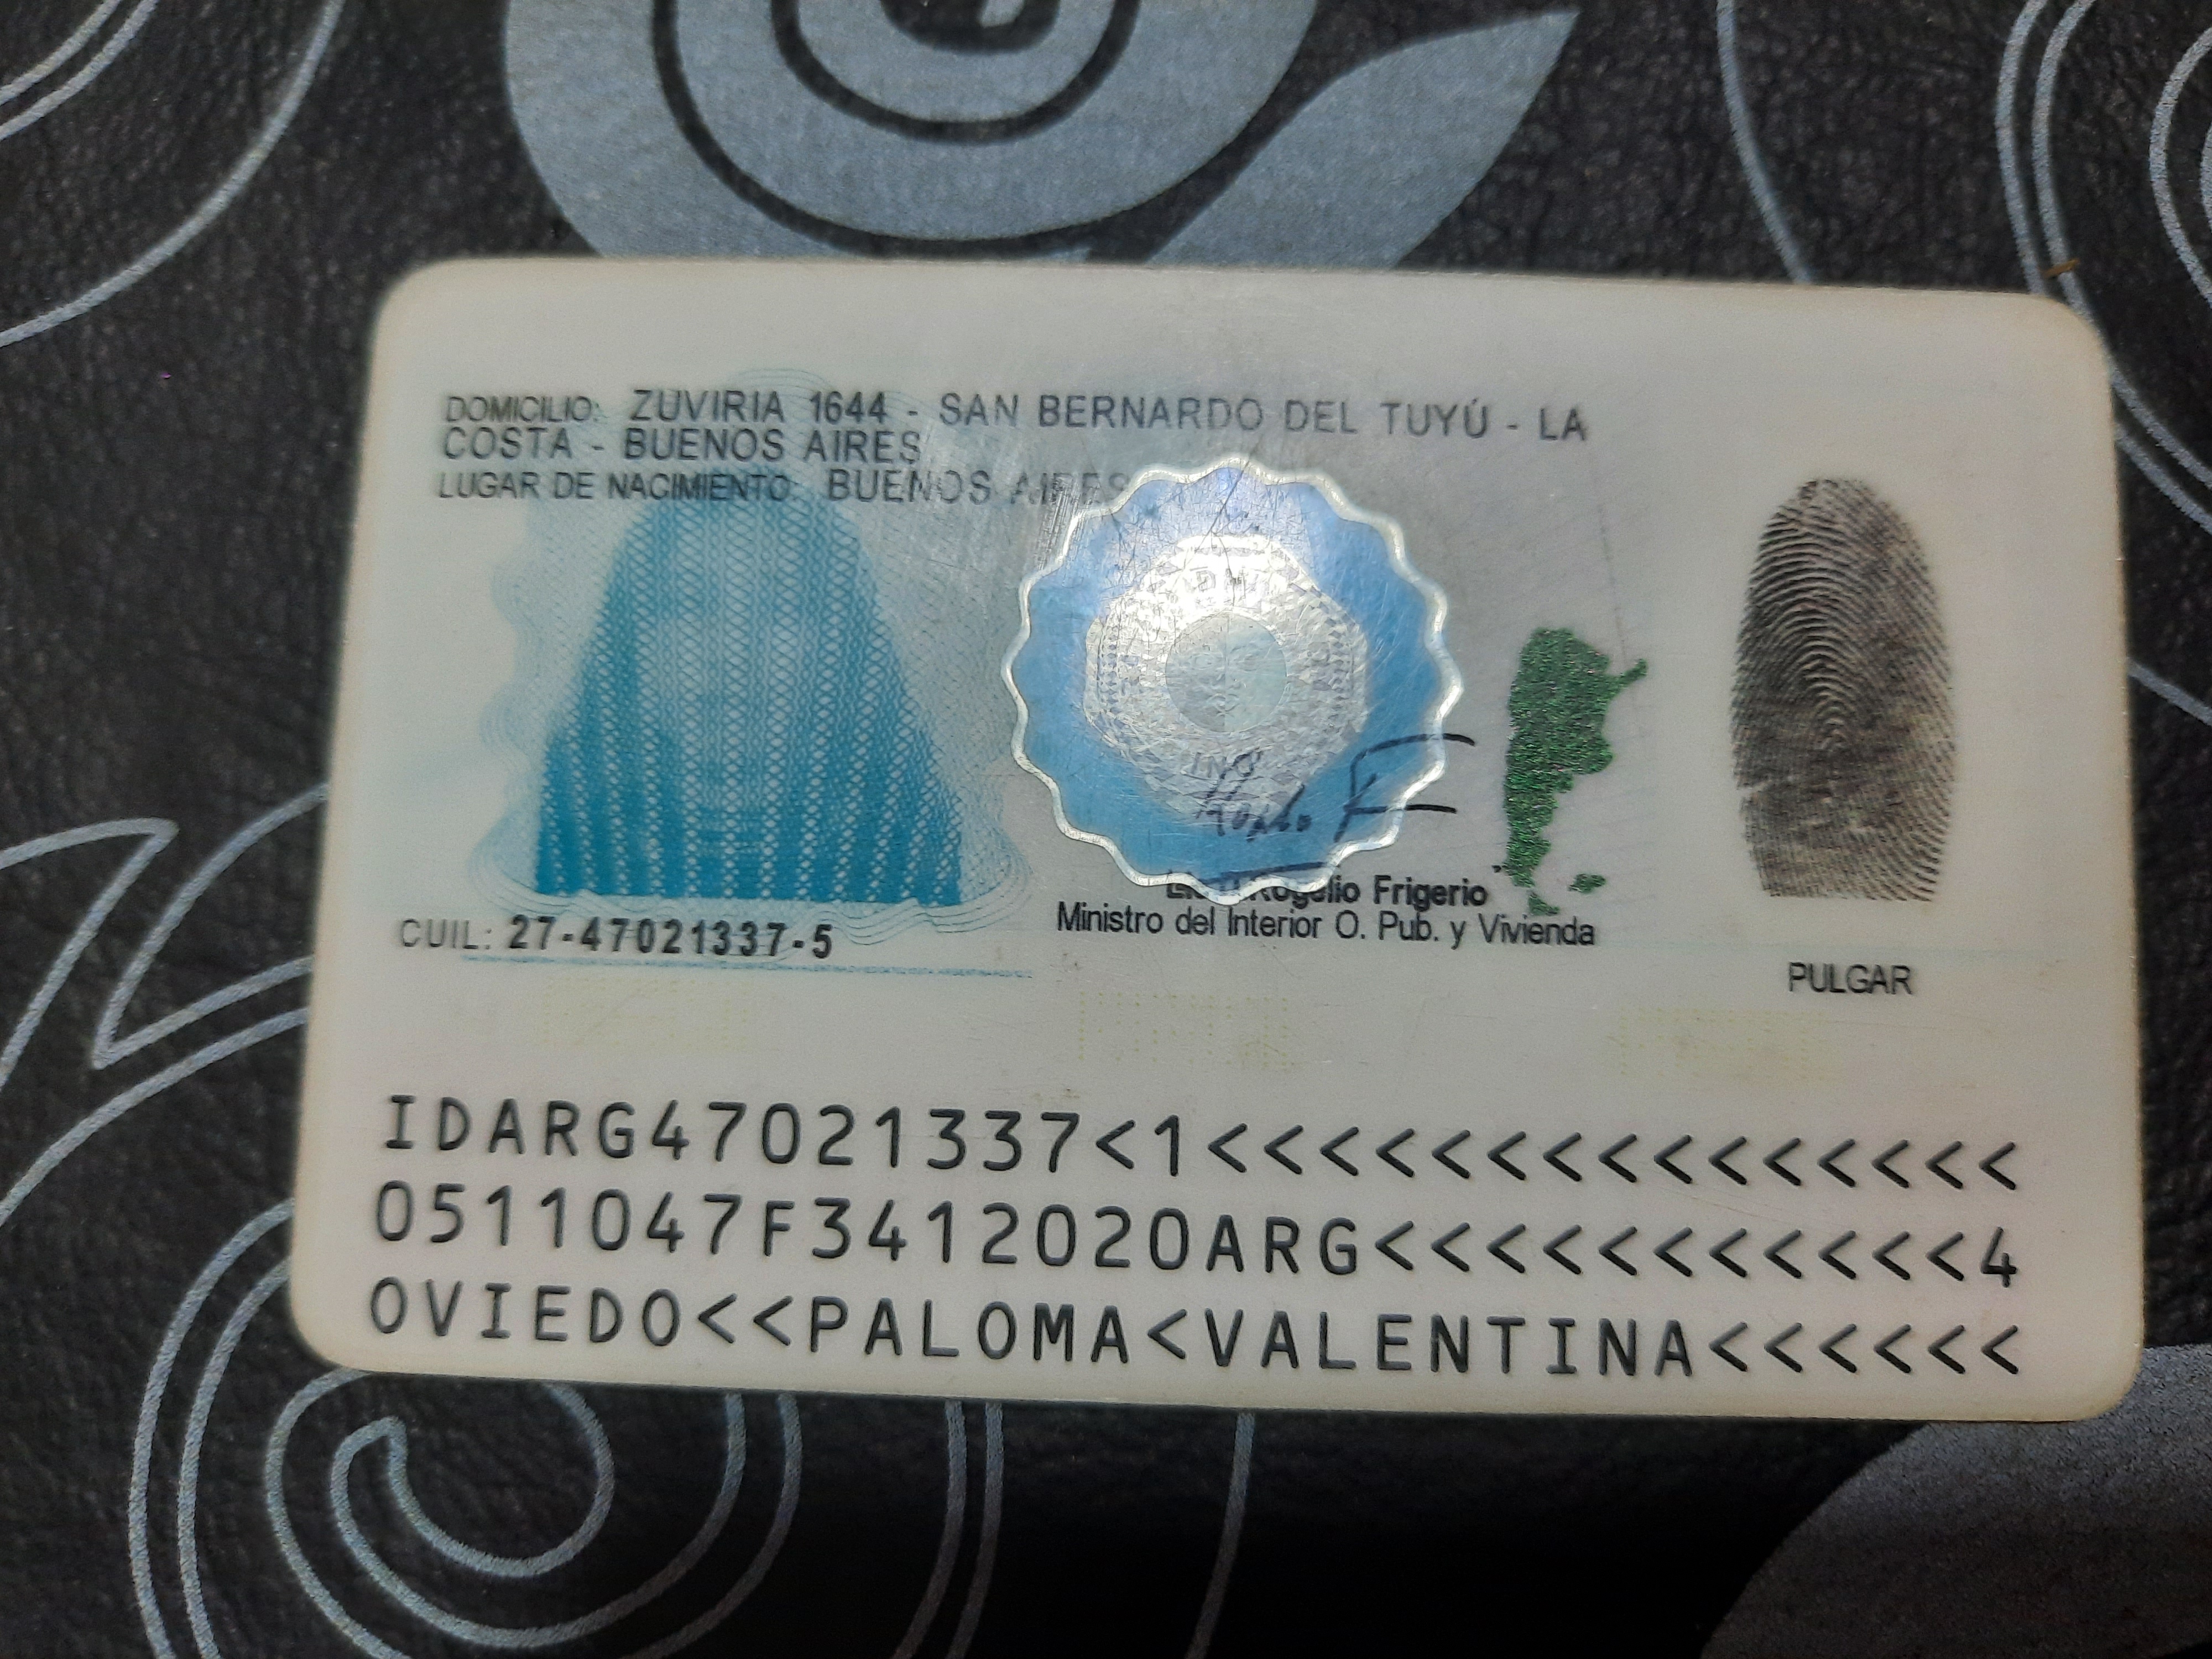 DOMICILIO: ZUVIRIA 1644 - SAN BERNARDO DEL TUYÚ - LA
COSTA - BUENOS AIRES
LUGAR DE NACIMIENTO: BUENOS AIRES
Rogelio Frigerio
Ministro del Interior O. Pub. y Vivienda
CUIL: 27-47021337-5
PULGAR
IDARG47021337<1<<<<<<<<<<<<<<<
0511047F3412020ARG<<<<<<<<<<<4
OVIEDO<<PALOMA<VALENTINA<<<<<<